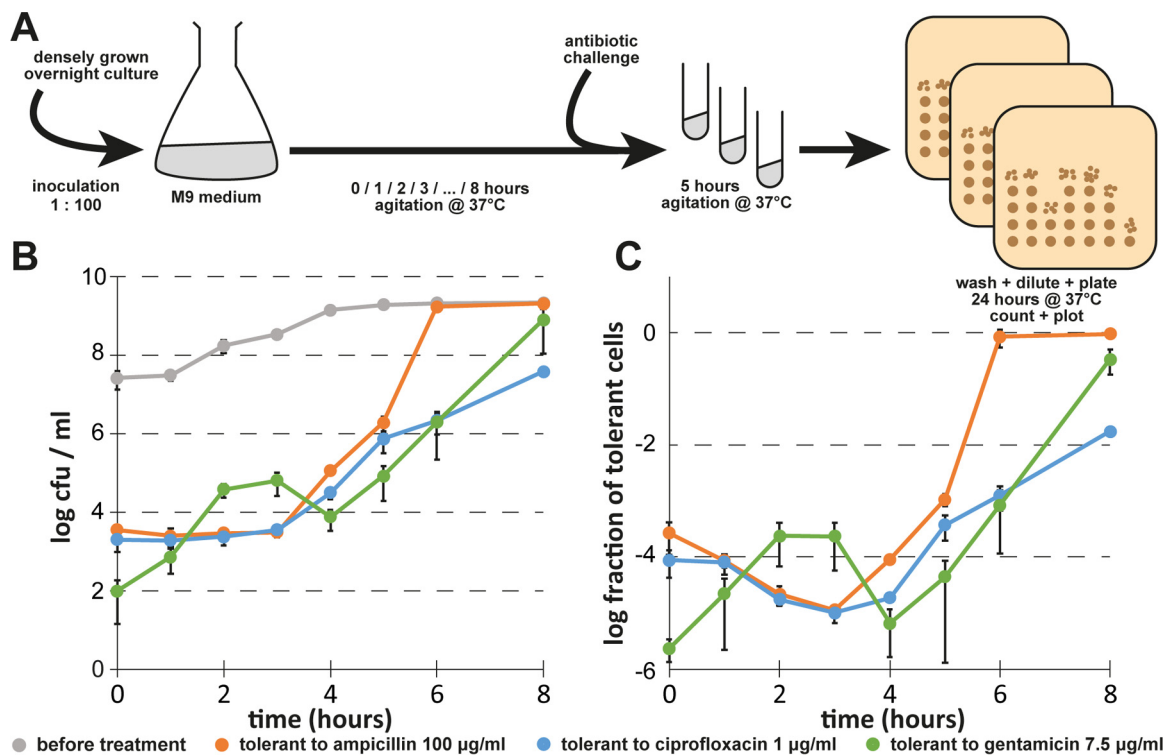 A
densely grown
overnight culture
inoculation
1 : 100
M9 medium
0 / 1 / 2 / 3 / ... / 8 hours
agitation @ 37°C
antibiotic
challenge
5 hours
agitation @ 37°C
wash + dilute + plate
24 hours @ 37°C
count + plot
B
log cfu / ml
10
8
6
4
2
0
0
2
4
6
8
time (hours)
C
log fraction of tolerant cells
0
-2
-4
-6
0
2
4
6
8
time (hours)
before treatment
tolerant to ampicillin 100 µg/ml
tolerant to ciprofloxacin 1 µg/ml
tolerant to gentamicin 7.5 µg/ml